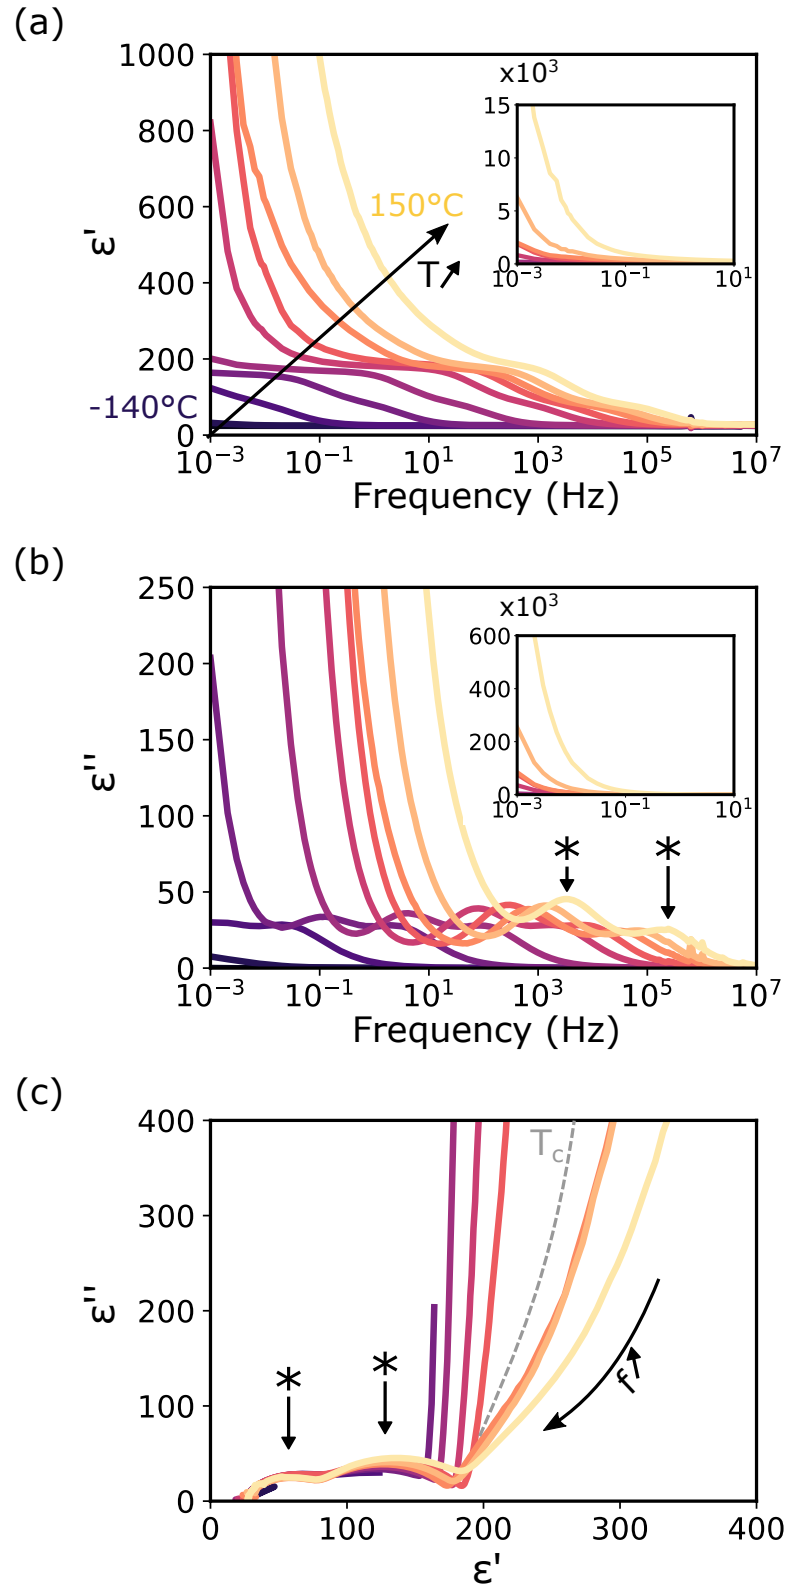 (a)
x10³
1000
15
800
10
150°C
600
5
ε'
T
400
0
10⁻³ 10⁻¹ 10¹
200
-140°C
0
10⁻³ 10⁻¹ 10¹ 10³ 10⁵ 10⁷
Frequency (Hz)
(b)
250
x10³
600
200
400
150
200
ε''
0
100
10⁻³ 10⁻¹ 10¹
* *
50
0
10⁻³ 10⁻¹ 10¹ 10³ 10⁵ 10⁷
Frequency (Hz)
(c)
400
T_c
300
ε''
200
* *
f
100
0
0 100 200 300 400
ε'